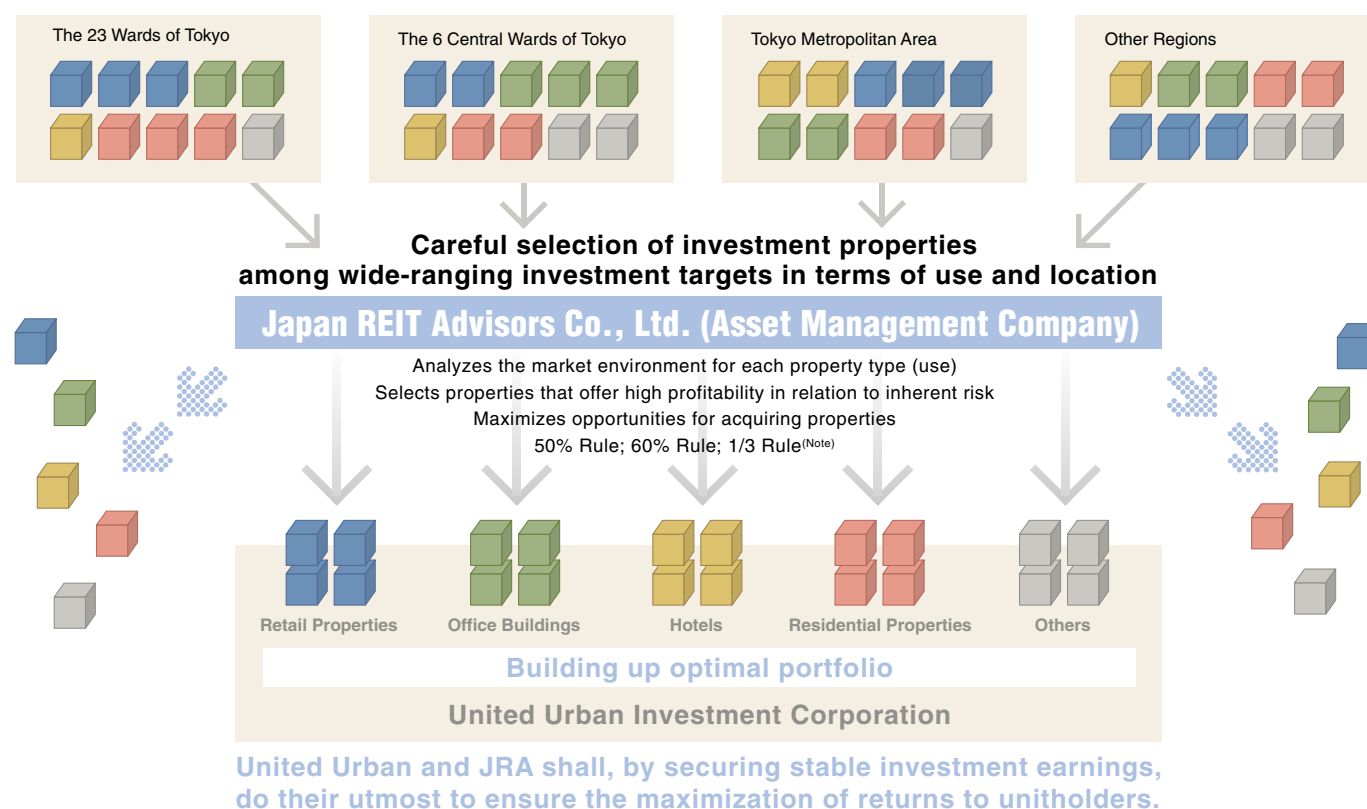 The 23 Wards of Tokyo
The 6 Central Wards of Tokyo
Tokyo Metropolitan Area
Other Regions
Careful selection of investment properties
among wide-ranging investment targets in terms of use and location
Japan REIT Advisors Co., Ltd. (Asset Management Company)
Analyzes the market environment for each property type (use)
Selects properties that offer high profitability in relation to inherent risk
Maximizes opportunities for acquiring properties
50% Rule; 60% Rule; 1/3 Rule(Note)
Retail Properties
Office Buildings
Hotels
Residential Properties
Others
Building up optimal portfolio
United Urban Investment Corporation
United Urban and JRA shall, by securing stable investment earnings,
do their utmost to ensure the maximization of returns to unitholders.